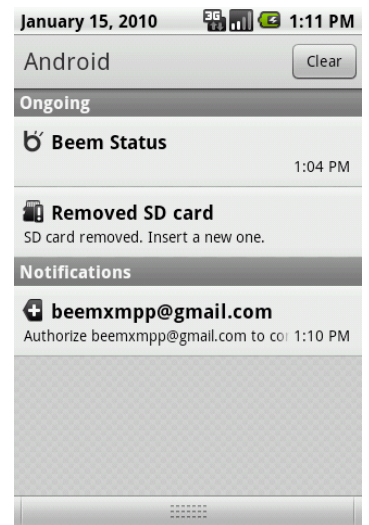 January 15, 2010 3G 1:11 PM
Android Clear
Ongoing
Beem Status
1:04 PM
Removed SD card
SD card removed. Insert a new one.
Notifications
beemxmpp@gmail.com
Authorize beemxmpp@gmail.com to 1:10 PM